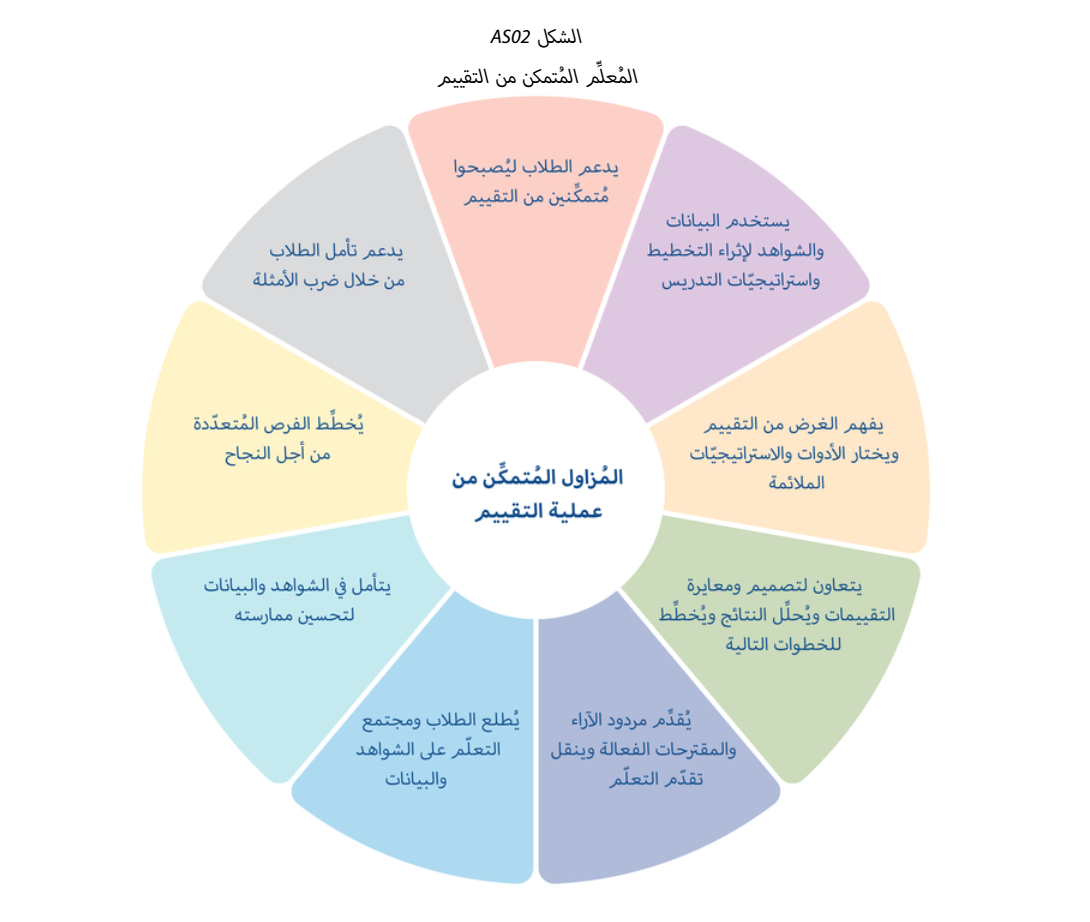 الشكل AS02
المُعلِّم المُتمكن من التقييم
يدعم الطلاب ليُصبحوا
مُتمكِّنين من التقييم
يستخدم البيانات
والشواهد لإثراء التخطيط
واستراتيجيّات التدريس
يفهم الغرض من التقييم
ويختار الأدوات والاستراتيجيّات
الملائمة
يتعاون لتصميم ومعايرة
التقييمات ويُحلِّل النتائج ويُخطِّط
للخطوات التالية
يُقدِّم مردود الآراء
والمقترحات الفعالة وينقل
تقدّم التعلّم
يُطلع الطلاب ومجتمع
التعلّم على الشواهد
والبيانات
يتأمل في الشواهد والبيانات
لتحسين ممارسته
يُخطِّط الفرص المُتعدّدة
من أجل النجاح
يدعم تأمل الطلاب
من خلال ضرب الأمثلة
المُزاول المُتمكِّن من
عملية التقييم